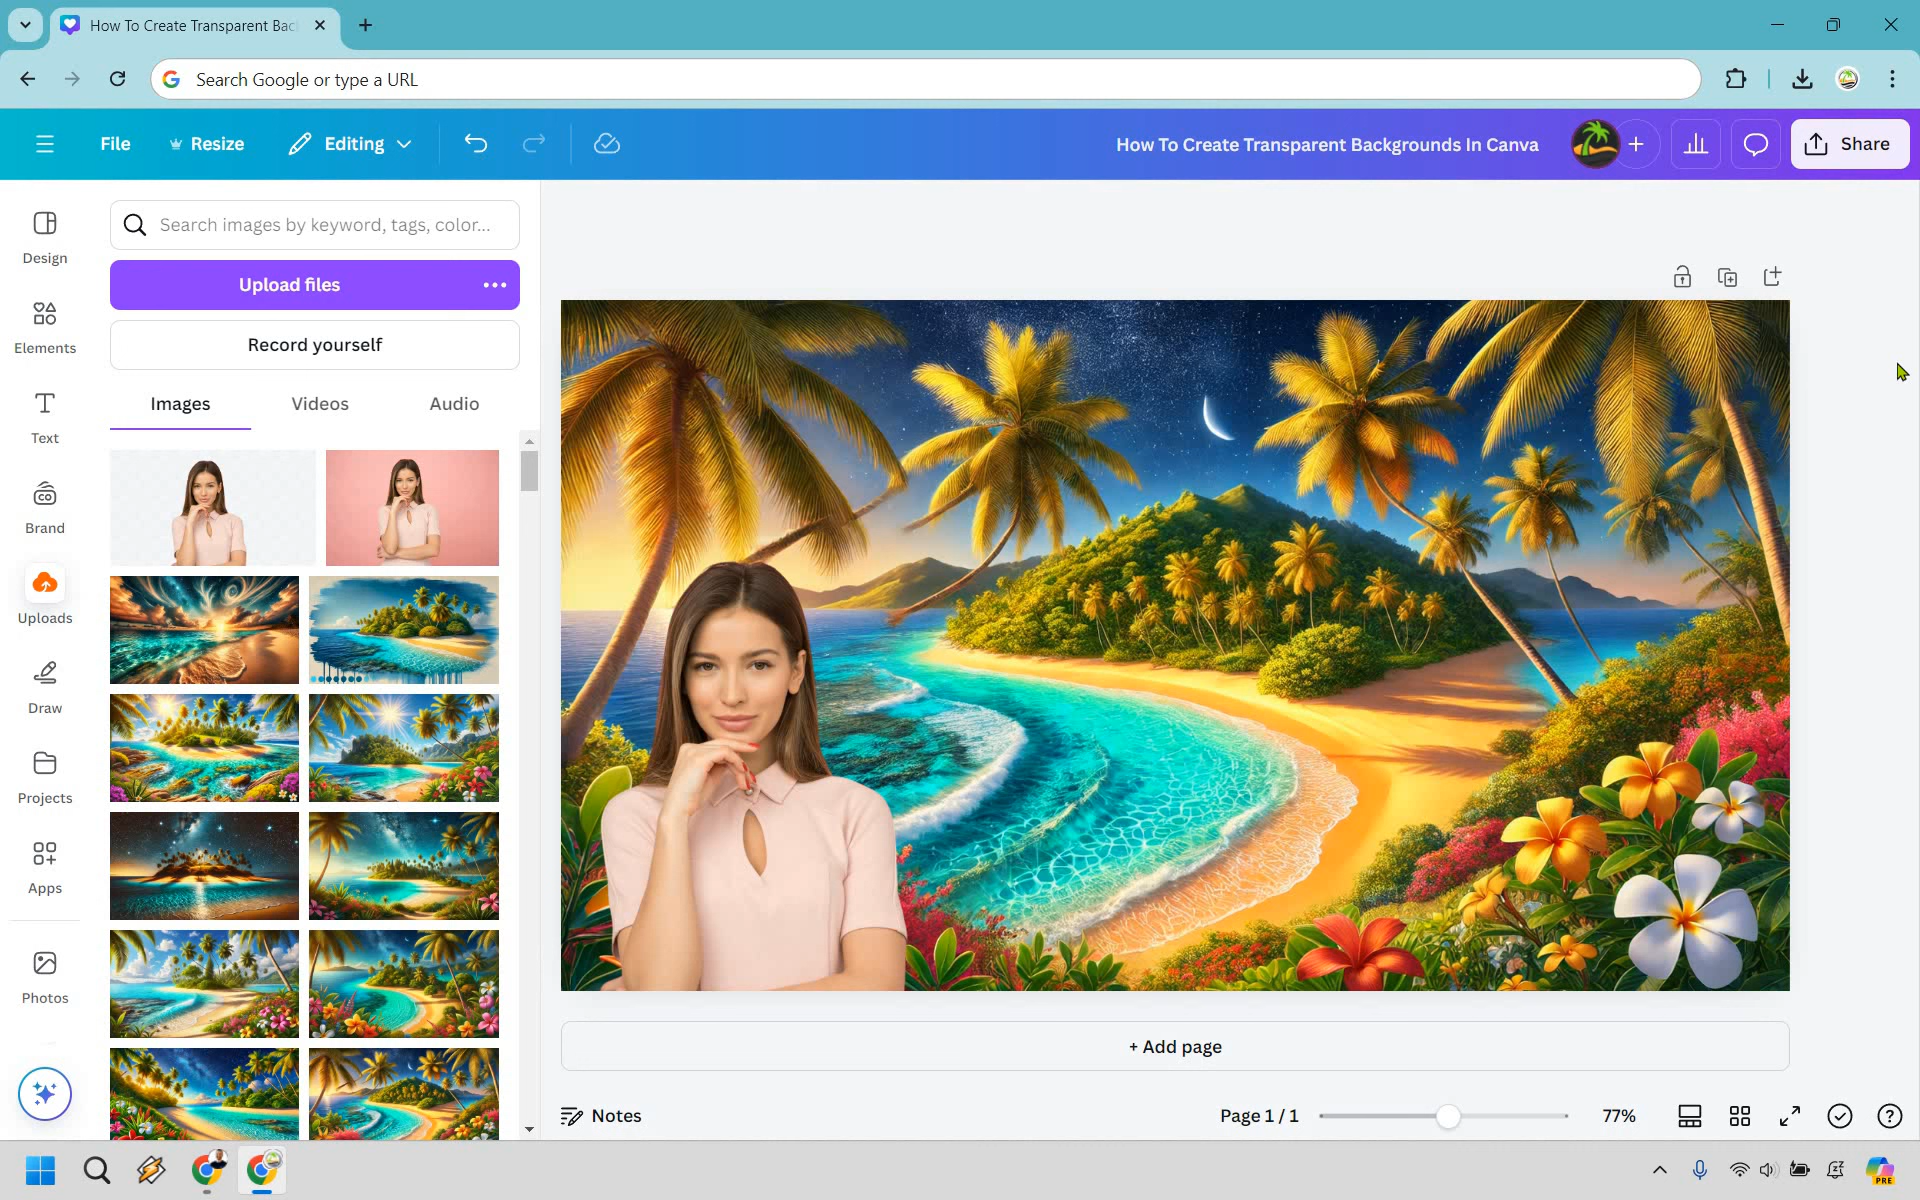 How To Create Transparent Bac
Search Google or type a URL
File
Resize
Editing
How To Create Transparent Backgrounds In Canva
Share
Design
Elements
Text
Brand
Uploads
Draw
Projects
Apps
Photos
Search images by keyword, tags, color...
Upload files
Record yourself
Images
Videos
Audio
+ Add page
Notes
Page 1 / 1
77%
PRE